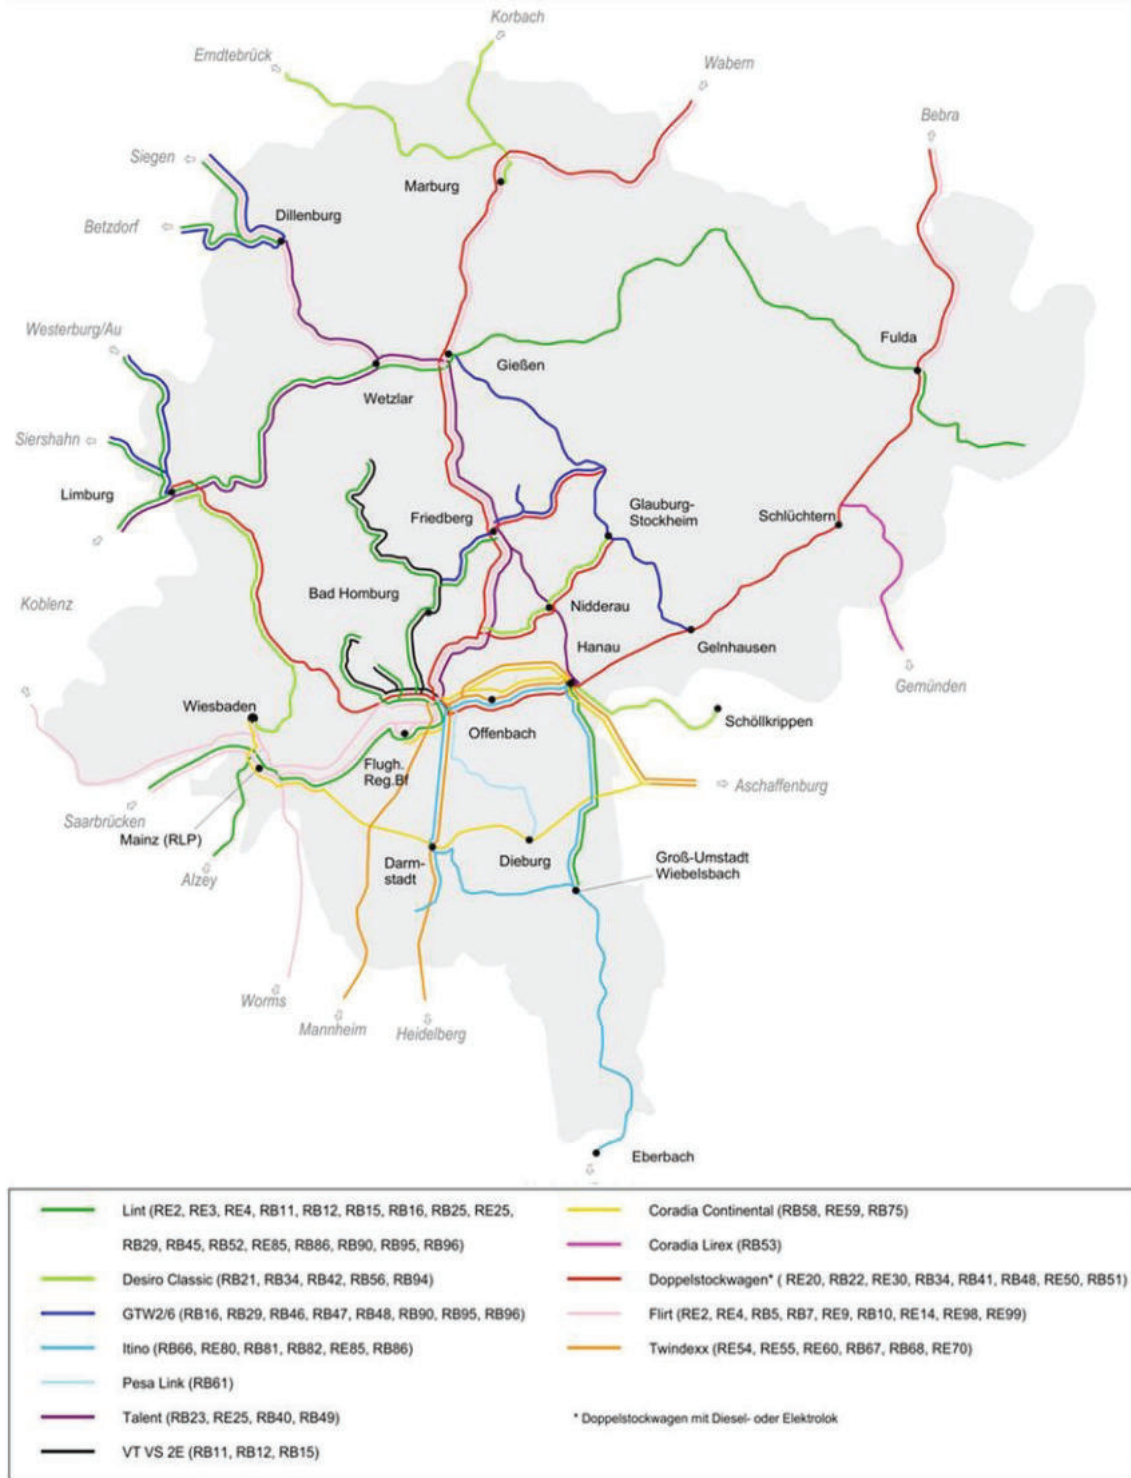 Korbach
Erndtebrück
Wabern
Bebra
Siegen
Marburg
Betzdorf
Dillenburg
Westerburg/Au
Fulda
Gießen
Wetzlar
Siershahn
Limburg
Glauburg-
Stockheim
Friedberg
Schlüchtern
Bad Homburg
Koblenz
Nidderau
Hanau
Gelnhausen
Gemünden
Wiesbaden
Schöllkrippen
Offenbach
Flugh.
Reg.Bf
Aschaffenburg
Saarbrücken
Mainz (RLP)
Dieburg
Groß-Umstadt
Wiebelsbach
Darm-
stadt
Alzey
Worms
Mannheim
Heidelberg
Eberbach
Lint (RE2, RE3, RE4, RB11, RB12, RB15, RB16, RB25, RE25,
RB29, RB45, RB52, RE85, RB86, RB90, RB95, RB96)
Desiro Classic (RB21, RB34, RB42, RB56, RB94)
GTW2/6 (RB16, RB29, RB46, RB47, RB48, RB90, RB95, RB96)
Itino (RB66, RE80, RB81, RB82, RE85, RB86)
Pesa Link (RB61)
Talent (RB23, RE25, RB40, RB49)
VT VS 2E (RB11, RB12, RB15)
Coradia Continental (RB58, RE59, RB75)
Coradia Lirex (RB53)
Doppelstockwagen* ( RE20, RB22, RE30, RB34, RB41, RB48, RE50, RB51)
Flirt (RE2, RE4, RB5, RB7, RE9, RB10, RE14, RE98, RE99)
Twindexx (RE54, RE55, RE60, RB67, RB68, RE70)
* Doppelstockwagen mit Diesel- oder Elektrolok